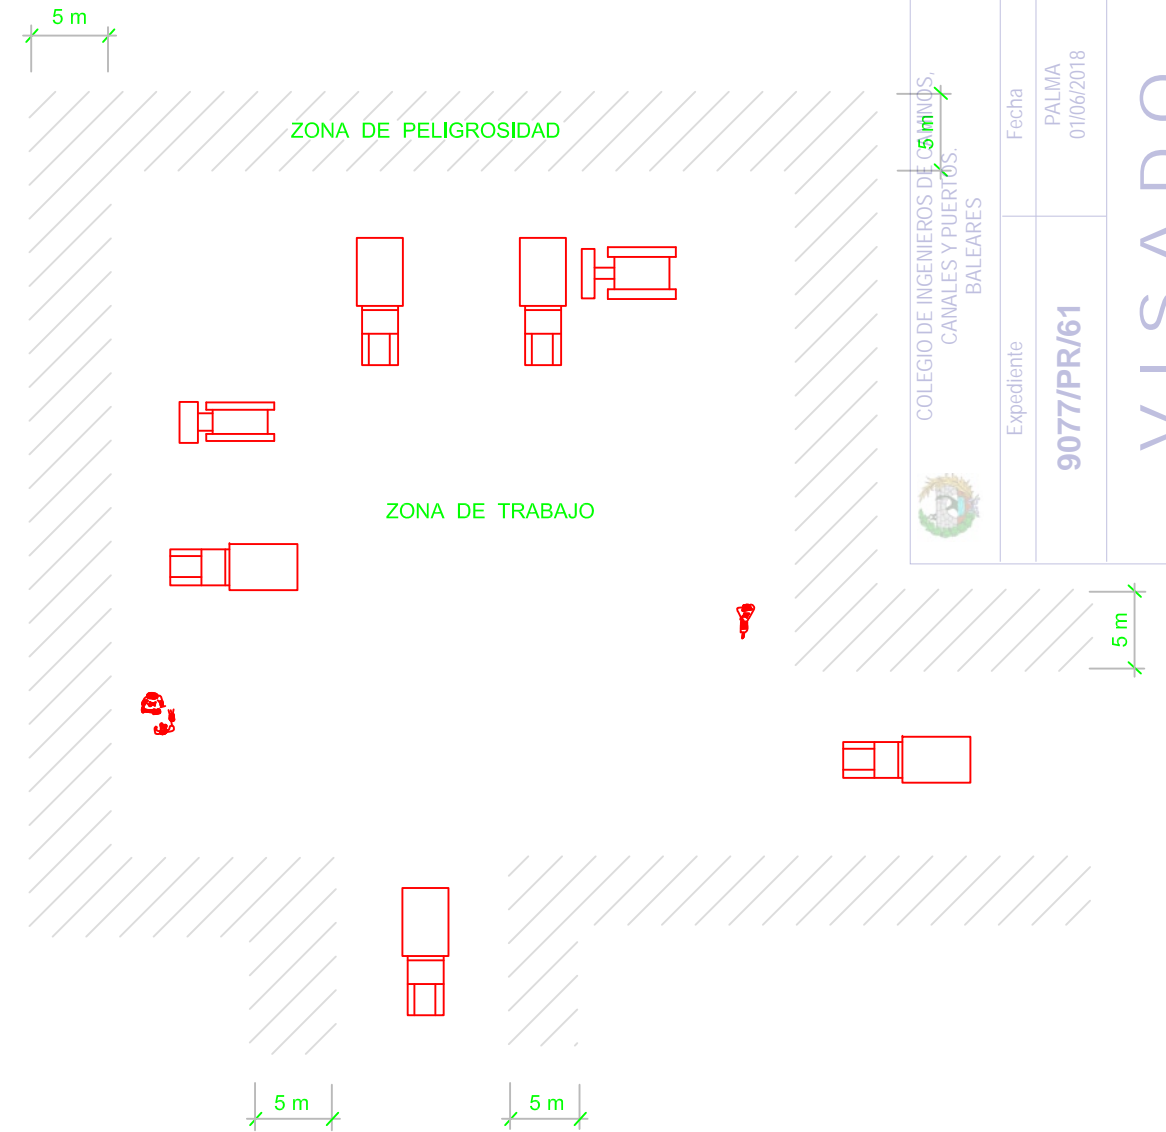 5 m
ZONA DE PELIGROSIDAD
5 m
ZONA DE TRABAJO
5 m
5 m
5 m
COLEGIO DE INGENIEROS DE CAMINOS,
CANALES Y PUERTOS.
BALEARES
Expediente
Fecha
9077/PR/61
PALMA
01/06/2018
VISADO